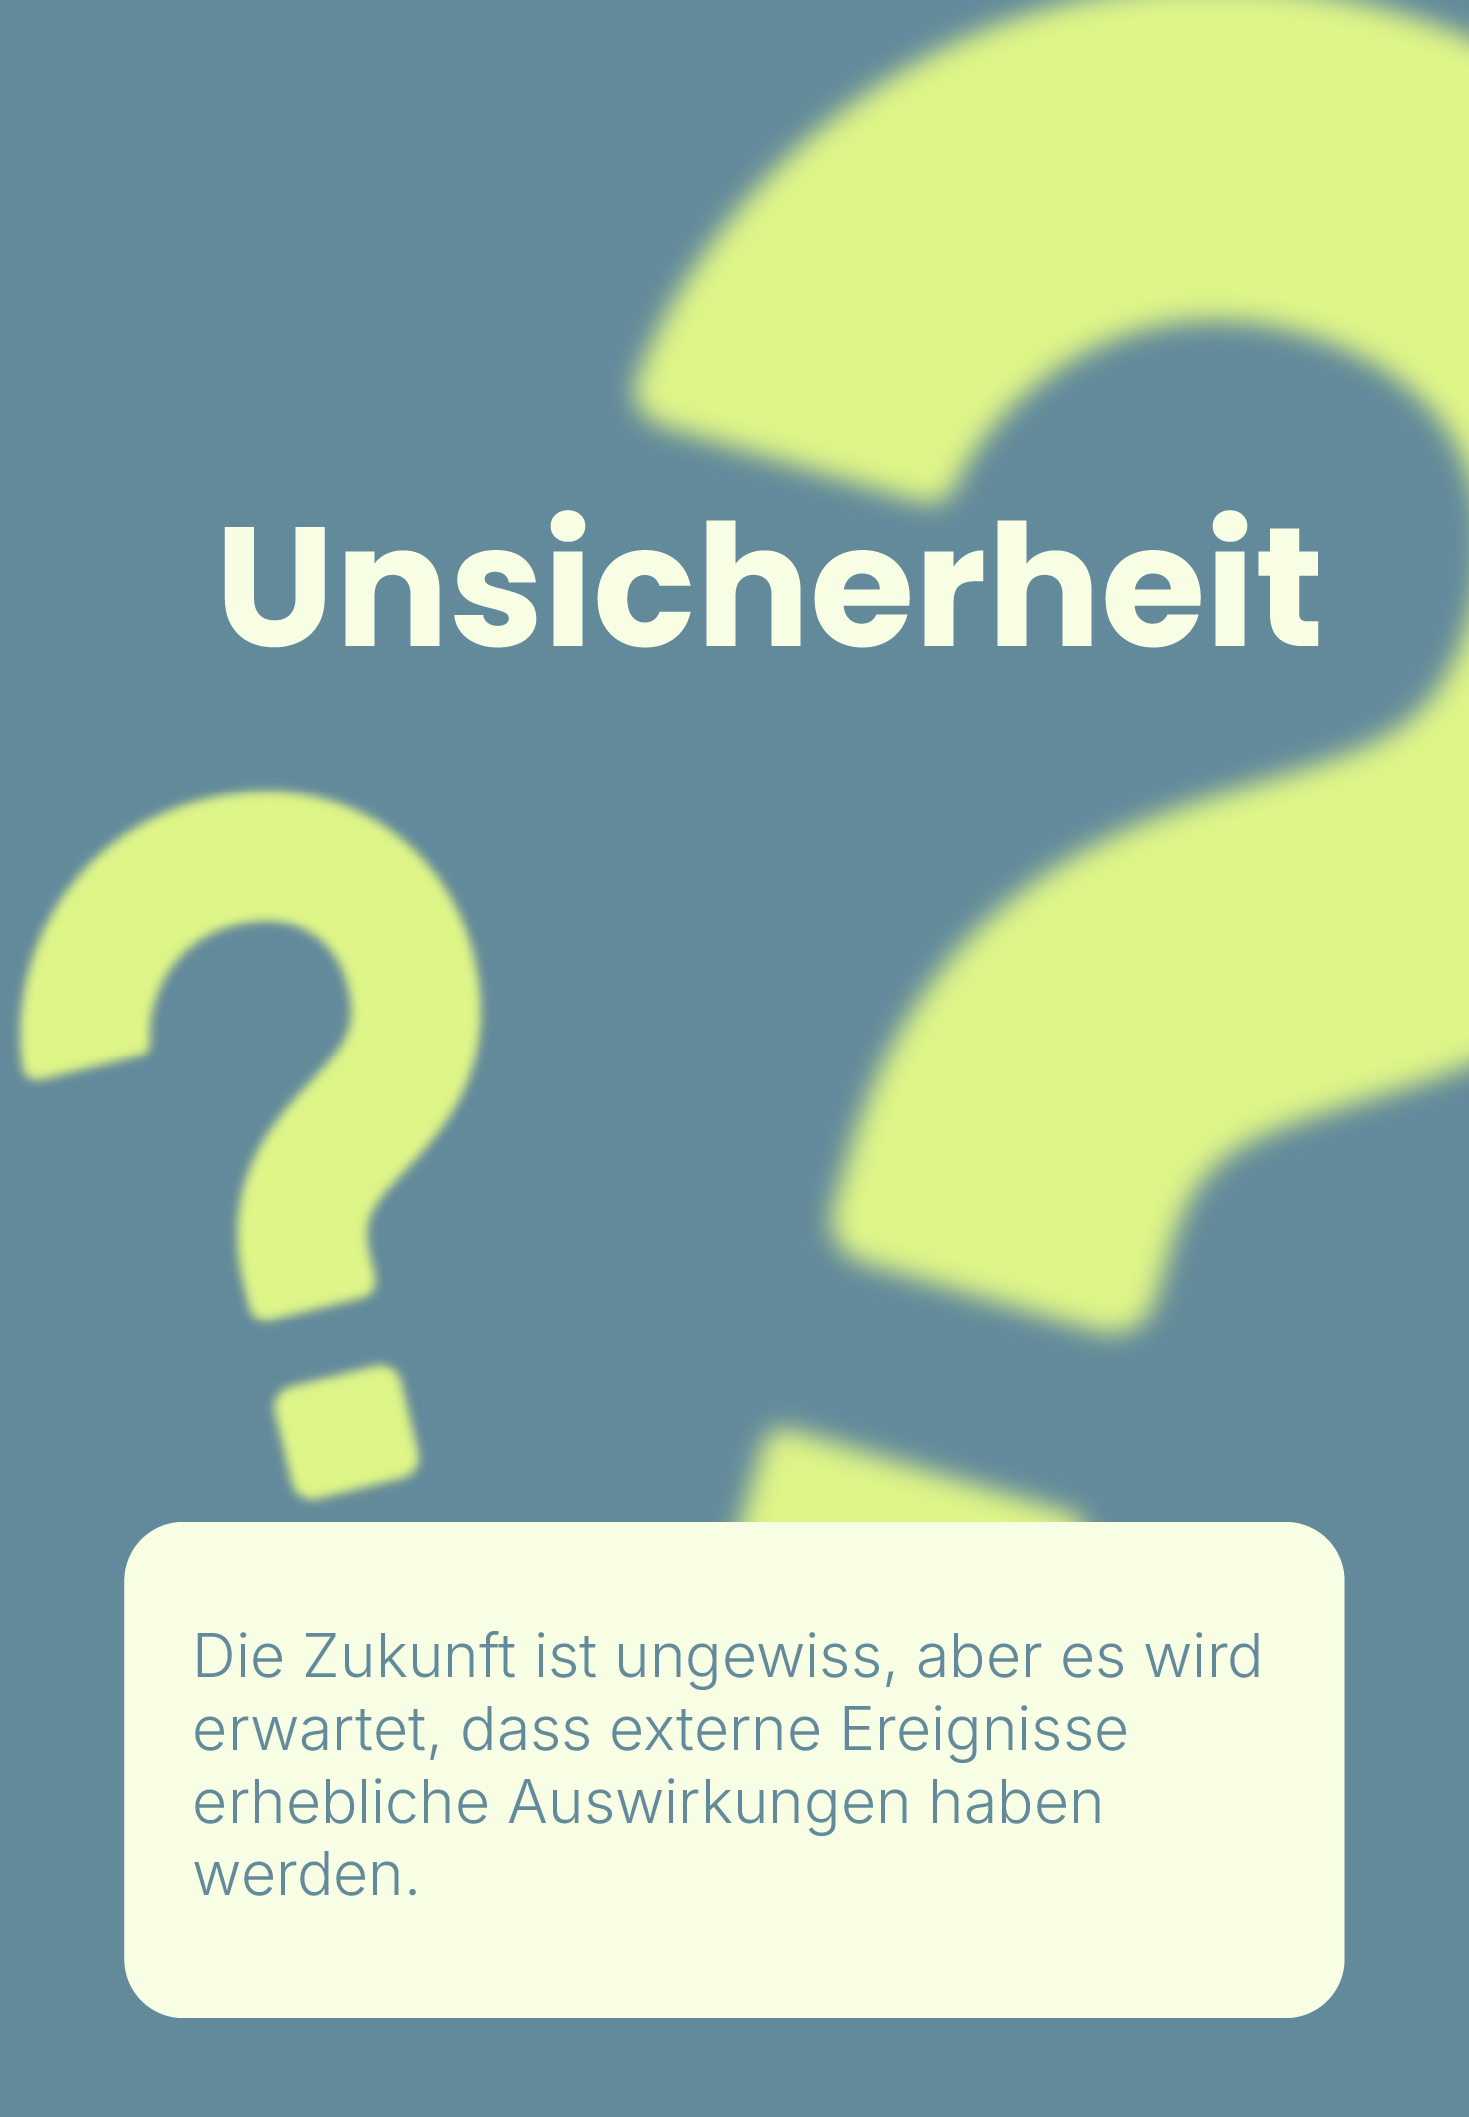 Unsicherheit
Die Zukunft ist ungewiss, aber es wird
erwartet, dass externe Ereignisse
erhebliche Auswirkungen haben
werden.